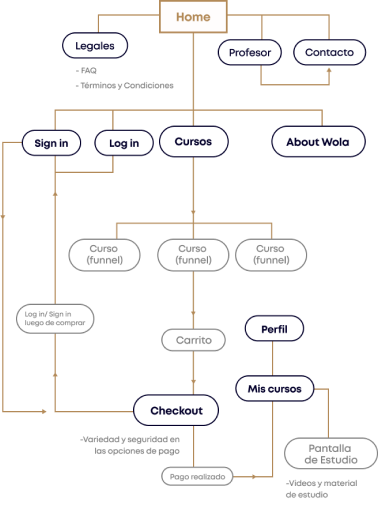 Home
Legales
Profesor
Contacto
- FAQ
- Términos y Condiciones
Sign in
Log in
Cursos
About Wola
Curso
(funnel)
Curso
(funnel)
Curso
(funnel)
Log in/ Sign in
luego de comprar
Carrito
Perfil
Mis cursos
Checkout
-Variedad y seguridad en
las opciones de pago
Pantalla
de Estudio
Pago realizado
-Videos y material
de estudio